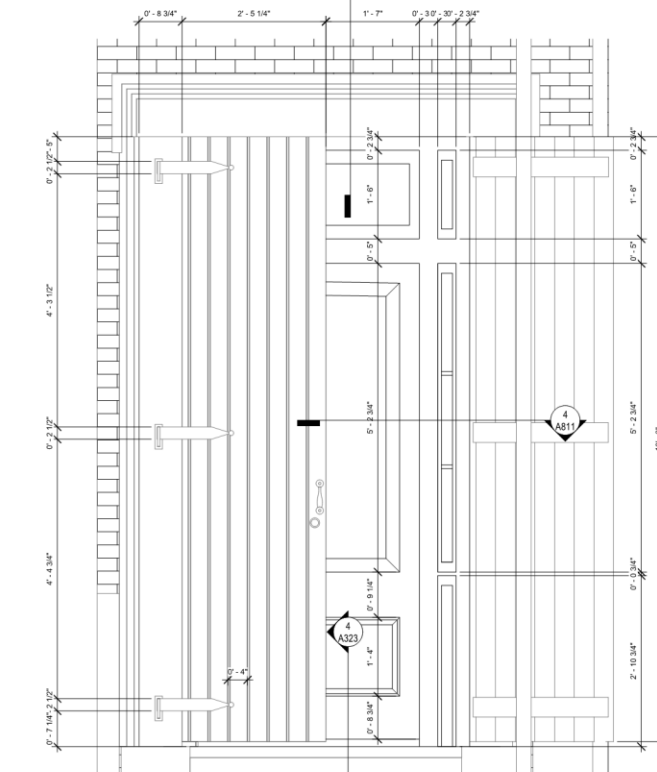 0' - 8 3/4"
2' - 5 1/4"
1' - 7"
0' - 3
0' - 3
0' - 2 3/4"
0' - 2 1/2" - 5"
4' - 3 1/2"
0' - 2 1/2"
4' - 4 3/4"
0' - 7 1/4" - 2 1/2"
0' - 4"
0' - 2 3/4"
1' - 6"
0' - 5"
5' - 2 3/4"
0' - 9 1/4"
1' - 4"
0' - 8 3/4"
4
A323
4
A811
0' - 2 3/4"
1' - 6"
0' - 5"
5' - 2 3/4"
0' - 0 3/4"
2' - 10 3/4"